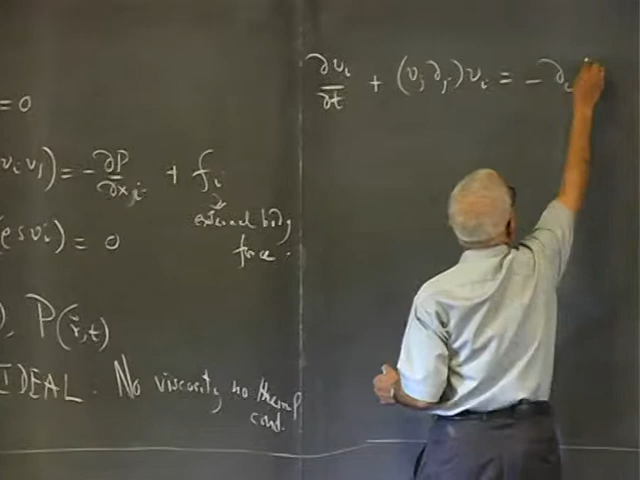 = 0
v_i v_j) = - ∂P/∂x_i + f_i
external body
force.
(ρ s v_i) = 0
), P(r⃗,t)
IDEAL. No viscosity no thermal
cond.
∂v_i/∂t + (v_j ∂_j) v_i = - ∂_i